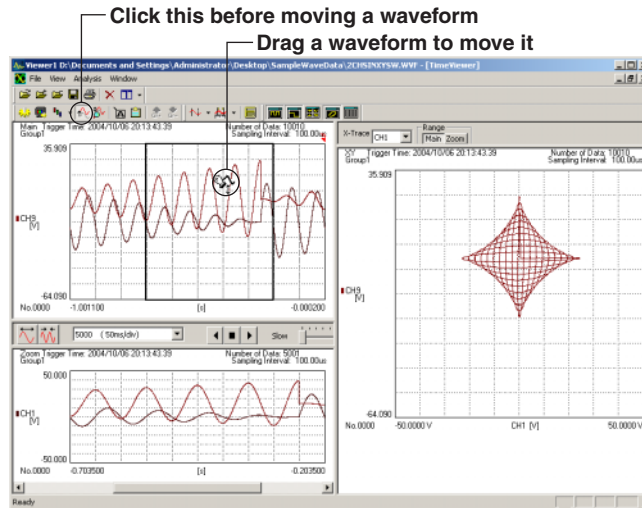 Click this before moving a waveform
Drag a waveform to move it
Viewer1 D:\Documents and Settings\Administrator\Desktop\SampleWaveData\2CHSINXYSW.WVF - [TimeViewer]
File View Analysis Window
Main Trigger Time: 2004/10/06 20:13:43.39 Number of Data: 10010
Group1 Sampling Interval: 100.00us
35.909
CH9
[V]
-64.090
No.0000 -1.001100 [s] -0.000200
5000 ( 50ms/div) Slow
Zoom Trigger Time: 2004/10/06 20:13:43.39 Number of Data: 5001
Group1 Sampling Interval: 100.00us
50.000
CH1
[V]
-50.000
No.0000 -0.703500 [s] -0.203500
X-Trace CH1 Range
Main Zoom
XY Trigger Time: 2004/10/06 20:13:43.39 Number of Data: 10010
Group1 Sampling Interval: 100.00us
35.909
CH9
[V]
-64.090
No.0000 -50.0000 V CH1 [V] 50.0000 V
Ready